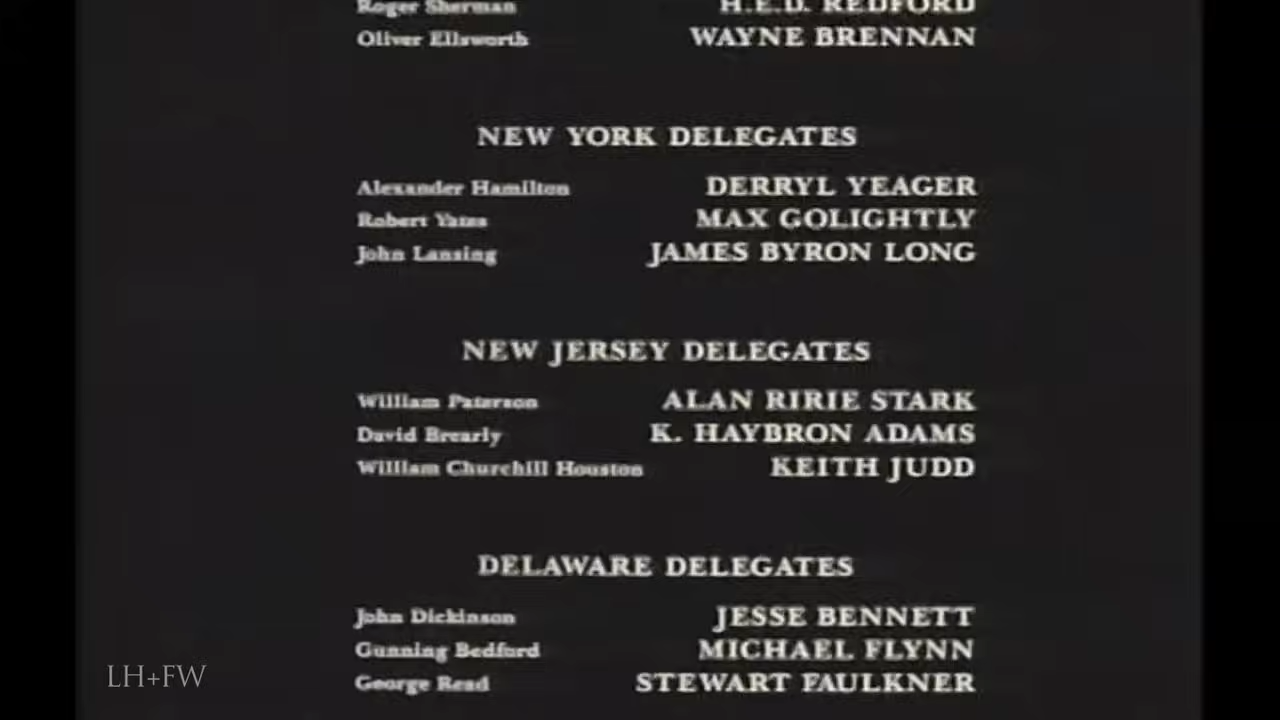 Roger Sherman H.E.D. REDFORD
Oliver Ellsworth WAYNE BRENNAN
NEW YORK DELEGATES
Alexander Hamilton DERRYL YEAGER
Robert Yates MAX GOLIGHTLY
John Lansing JAMES BYRON LONG
NEW JERSEY DELEGATES
William Paterson ALAN RIRIE STARK
David Brearly K. HAYBRON ADAMS
William Churchill Houston KEITH JUDD
DELAWARE DELEGATES
John Dickinson JESSE BENNETT
Gunning Bedford MICHAEL FLYNN
George Read STEWART FAULKNER
LH+FW